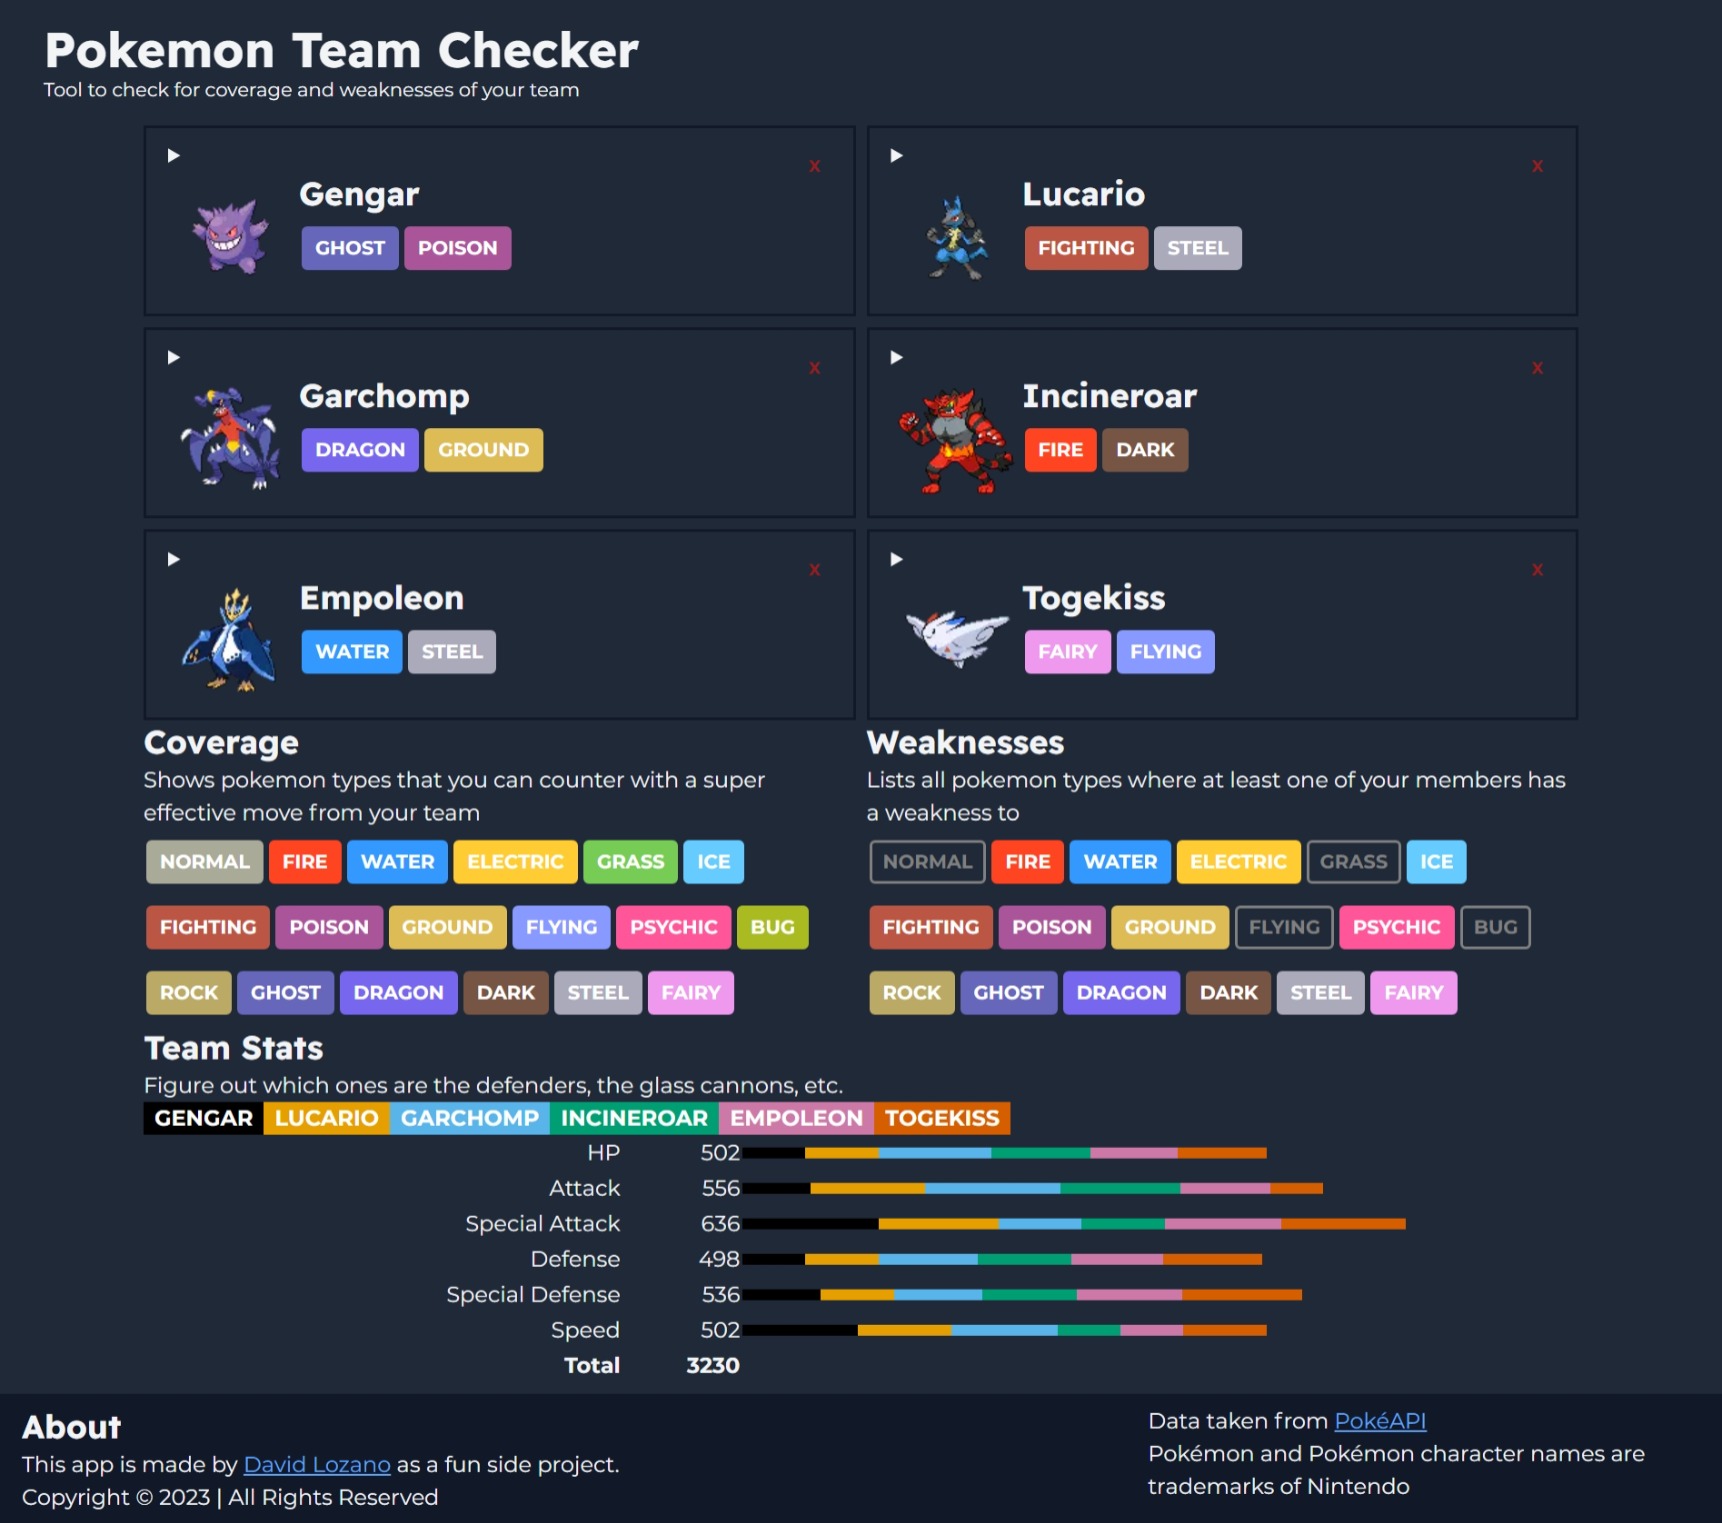 Pokemon Team Checker
Tool to check for coverage and weaknesses of your team
x
Gengar
GHOST POISON
x
Lucario
FIGHTING STEEL
x
Garchomp
DRAGON GROUND
x
Incineroar
FIRE DARK
x
Empoleon
WATER STEEL
x
Togekiss
FAIRY FLYING
Coverage
Shows pokemon types that you can counter with a super
effective move from your team
NORMAL FIRE WATER ELECTRIC GRASS ICE
FIGHTING POISON GROUND FLYING PSYCHIC BUG
ROCK GHOST DRAGON DARK STEEL FAIRY
Weaknesses
Lists all pokemon types where at least one of your members has
a weakness to
NORMAL FIRE WATER ELECTRIC GRASS ICE
FIGHTING POISON GROUND FLYING PSYCHIC BUG
ROCK GHOST DRAGON DARK STEEL FAIRY
Team Stats
Figure out which ones are the defenders, the glass cannons, etc.
GENGAR LUCARIO GARCHOMP INCINEROAR EMPOLEON TOGEKISS
HP 502
Attack 556
Special Attack 636
Defense 498
Special Defense 536
Speed 502
Total 3230
About
This app is made by David Lozano as a fun side project.
Copyright © 2023 | All Rights Reserved
Data taken from PokéAPI
Pokémon and Pokémon character names are
trademarks of Nintendo